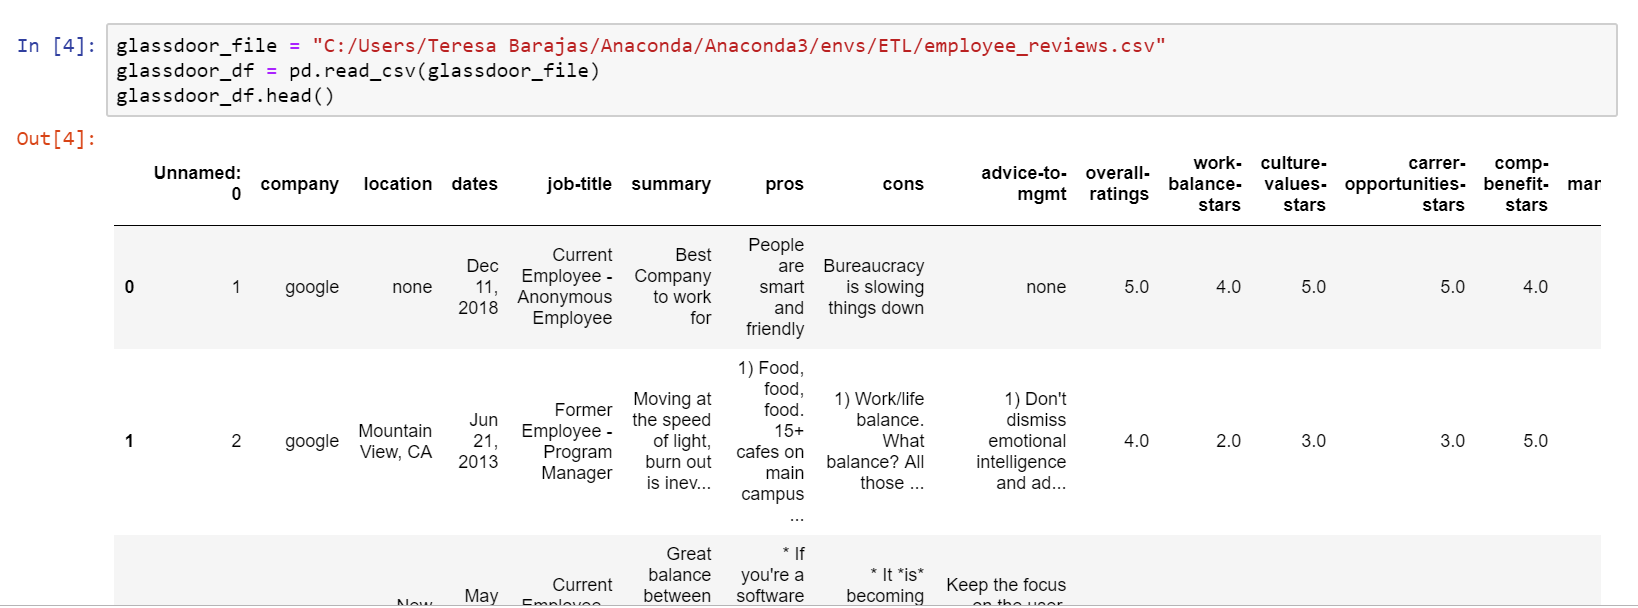 In [4]:
glassdoor_file = "C:/Users/Teresa Barajas/Anaconda/Anaconda3/envs/ETL/employee_reviews.csv"
glassdoor_df = pd.read_csv(glassdoor_file)
glassdoor_df.head()
Out[4]:
Unnamed: 0 company location dates job-title summary pros cons advice-to-mgmt overall-ratings work-balance-stars culture-values-stars carrer-opportunities-stars comp-benefit-stars
0 1 google none Dec 11, 2018 Current Employee - Anonymous Employee Best Company to work for People are smart and friendly Bureaucracy is slowing things down none 5.0 4.0 5.0 5.0 4.0
1 2 google Mountain View, CA Jun 21, 2013 Former Employee - Program Manager Moving at the speed of light, burn out is inev... 1) Food, food, food. 15+ cafes on main campus ... 1) Work/life balance. What balance? All those ... 1) Don't dismiss emotional intelligence and ad... 4.0 2.0 3.0 3.0 5.0
New May Current Employee - Great balance between * If you're a software * It *is* becoming Keep the focus on the user